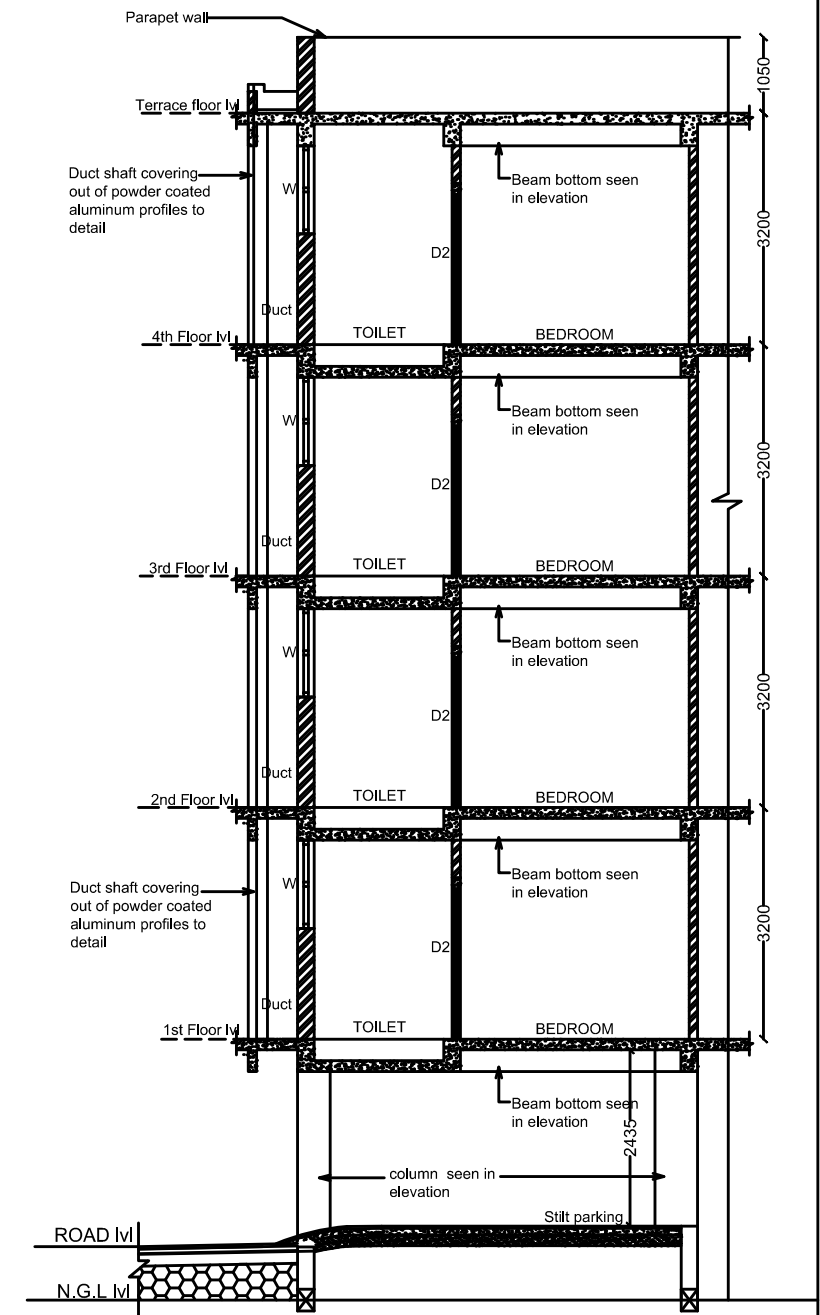 Parapet wall
1050
Terrace floor lvl
Duct shaft covering
out of powder coated
aluminum profiles to
detail
W
Beam bottom seen
in elevation
3200
D2
Duct
TOILET
BEDROOM
4th Floor lvl
W
Beam bottom seen
in elevation
3200
D2
Duct
TOILET
BEDROOM
3rd Floor lvl
W
Beam bottom seen
in elevation
3200
D2
Duct
TOILET
BEDROOM
2nd Floor lvl
Duct shaft covering
out of powder coated
aluminum profiles to
detail
W
Beam bottom seen
in elevation
3200
D2
Duct
TOILET
BEDROOM
1st Floor lvl
Beam bottom seen
in elevation
2435
column seen in
elevation
Stilt parking
ROAD lvl
N.G.L lvl